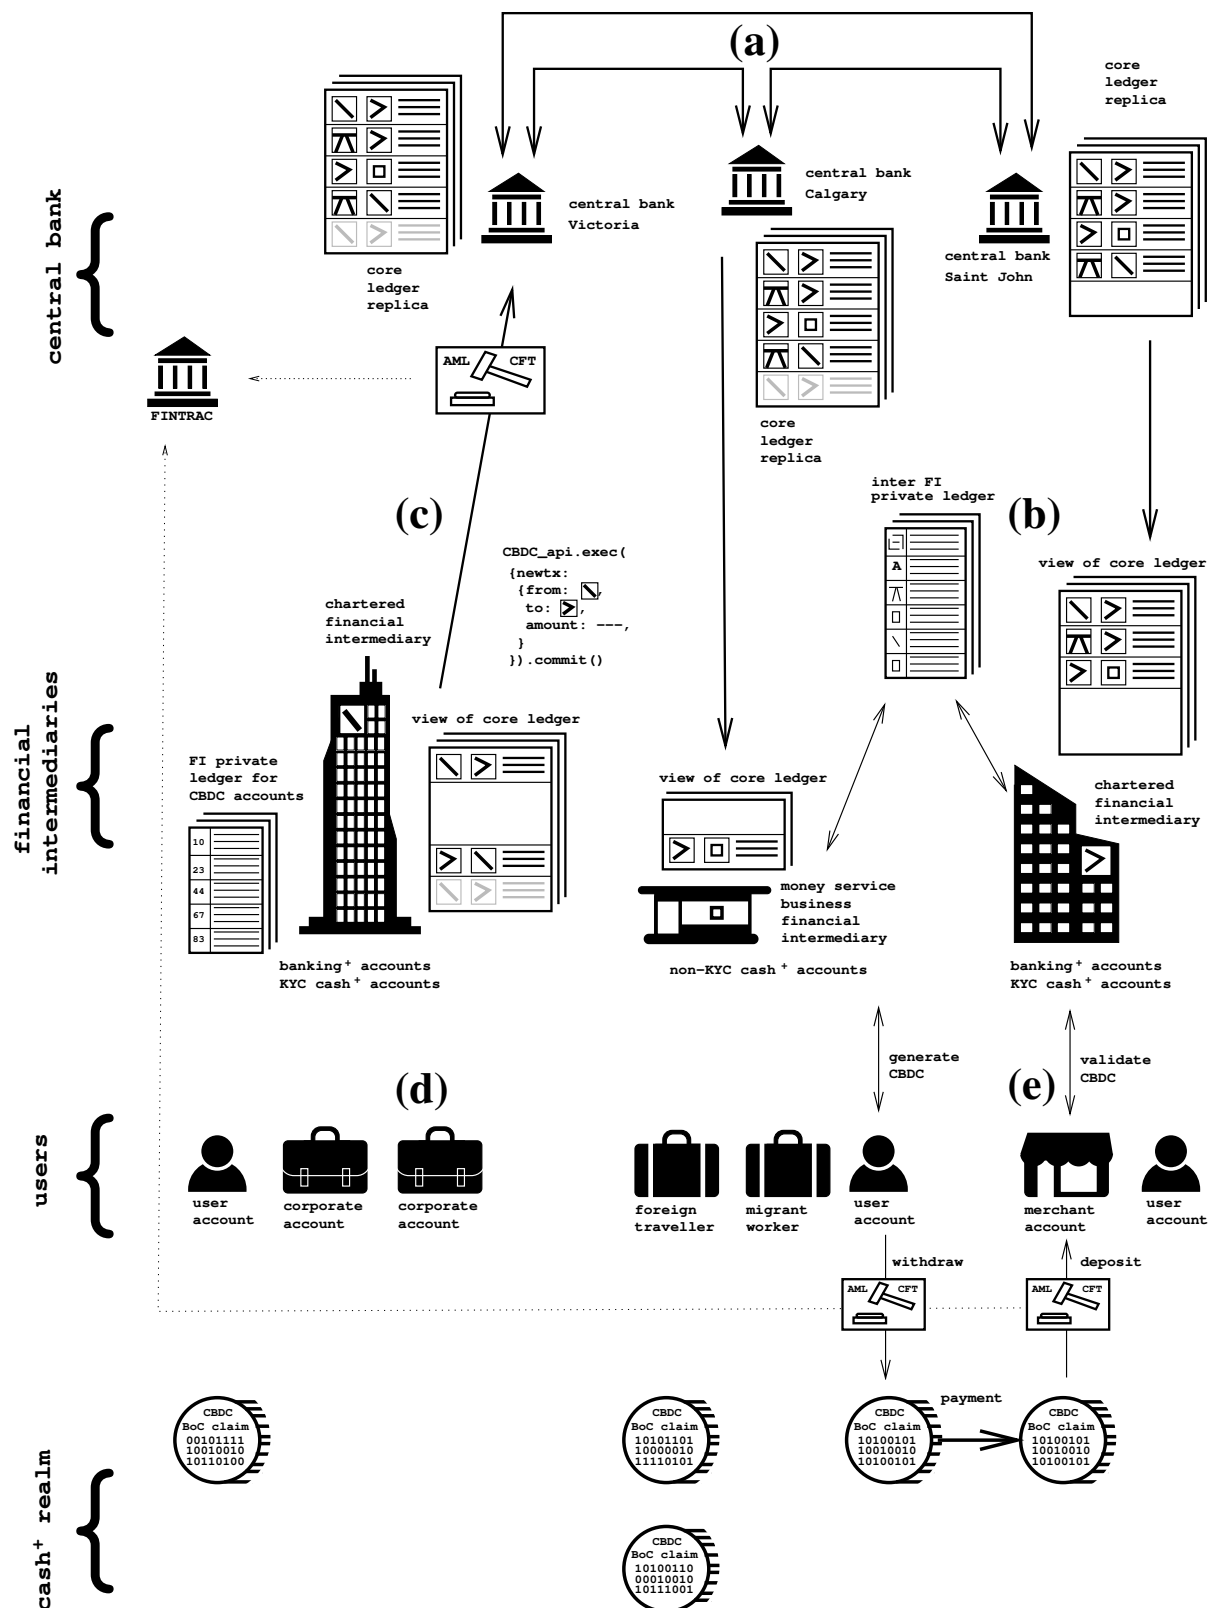 (a)
core
ledger
replica
central bank
Victoria
central bank
Calgary
central bank
Saint John
core
ledger
replica
core
ledger
replica
central bank
AML CFT
FINTRAC
(c)
CBDC_api.exec(
{newtx:
{from: ,
to: ,
amount: ---,
}
}).commit()
inter FI
private ledger
A
(b)
view of core ledger
chartered
financial
intermediary
view of core ledger
FI private
ledger for
CBDC accounts
10
23
44
67
83
banking+ accounts
KYC cash+ accounts
view of core ledger
money service
business
financial
intermediary
non-KYC cash+ accounts
chartered
financial
intermediary
banking+ accounts
KYC cash+ accounts
financial
intermediaries
generate
CBDC
validate
CBDC
(d)
(e)
users
user
account
corporate
account
corporate
account
foreign
traveller
migrant
worker
user
account
merchant
account
user
account
withdraw
deposit
AML CFT
AML CFT
payment
CBDC
BoC claim
00101111
10010010
10110100
CBDC
BoC claim
10101101
10000010
11110101
CBDC
BoC claim
10100101
10010010
10100101
CBDC
BoC claim
10100101
10010010
10100101
cash+ realm
CBDC
BoC claim
10100110
00010010
10111001